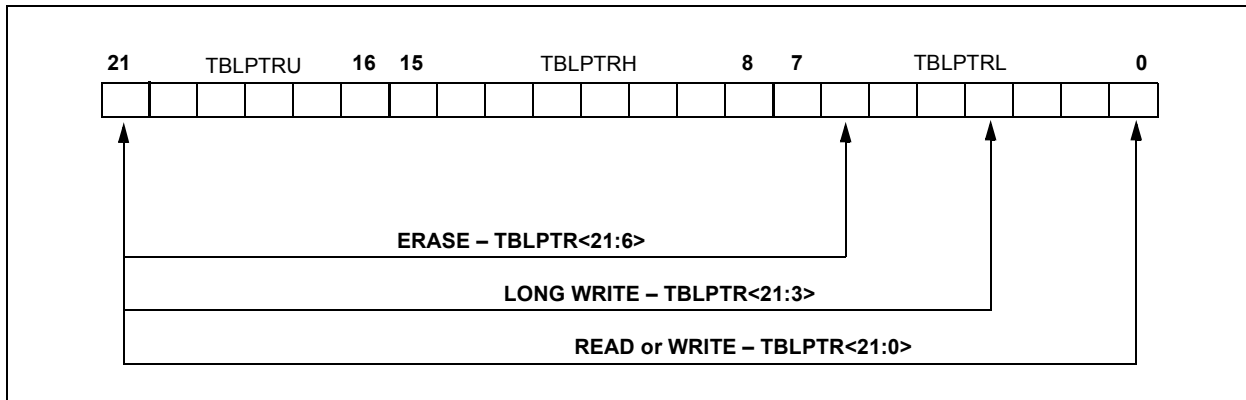 21 TBLPTRU 16 15 TBLPTRH 8 7 TBLPTRL 0
ERASE – TBLPTR<21:6>
LONG WRITE – TBLPTR<21:3>
READ or WRITE – TBLPTR<21:0>